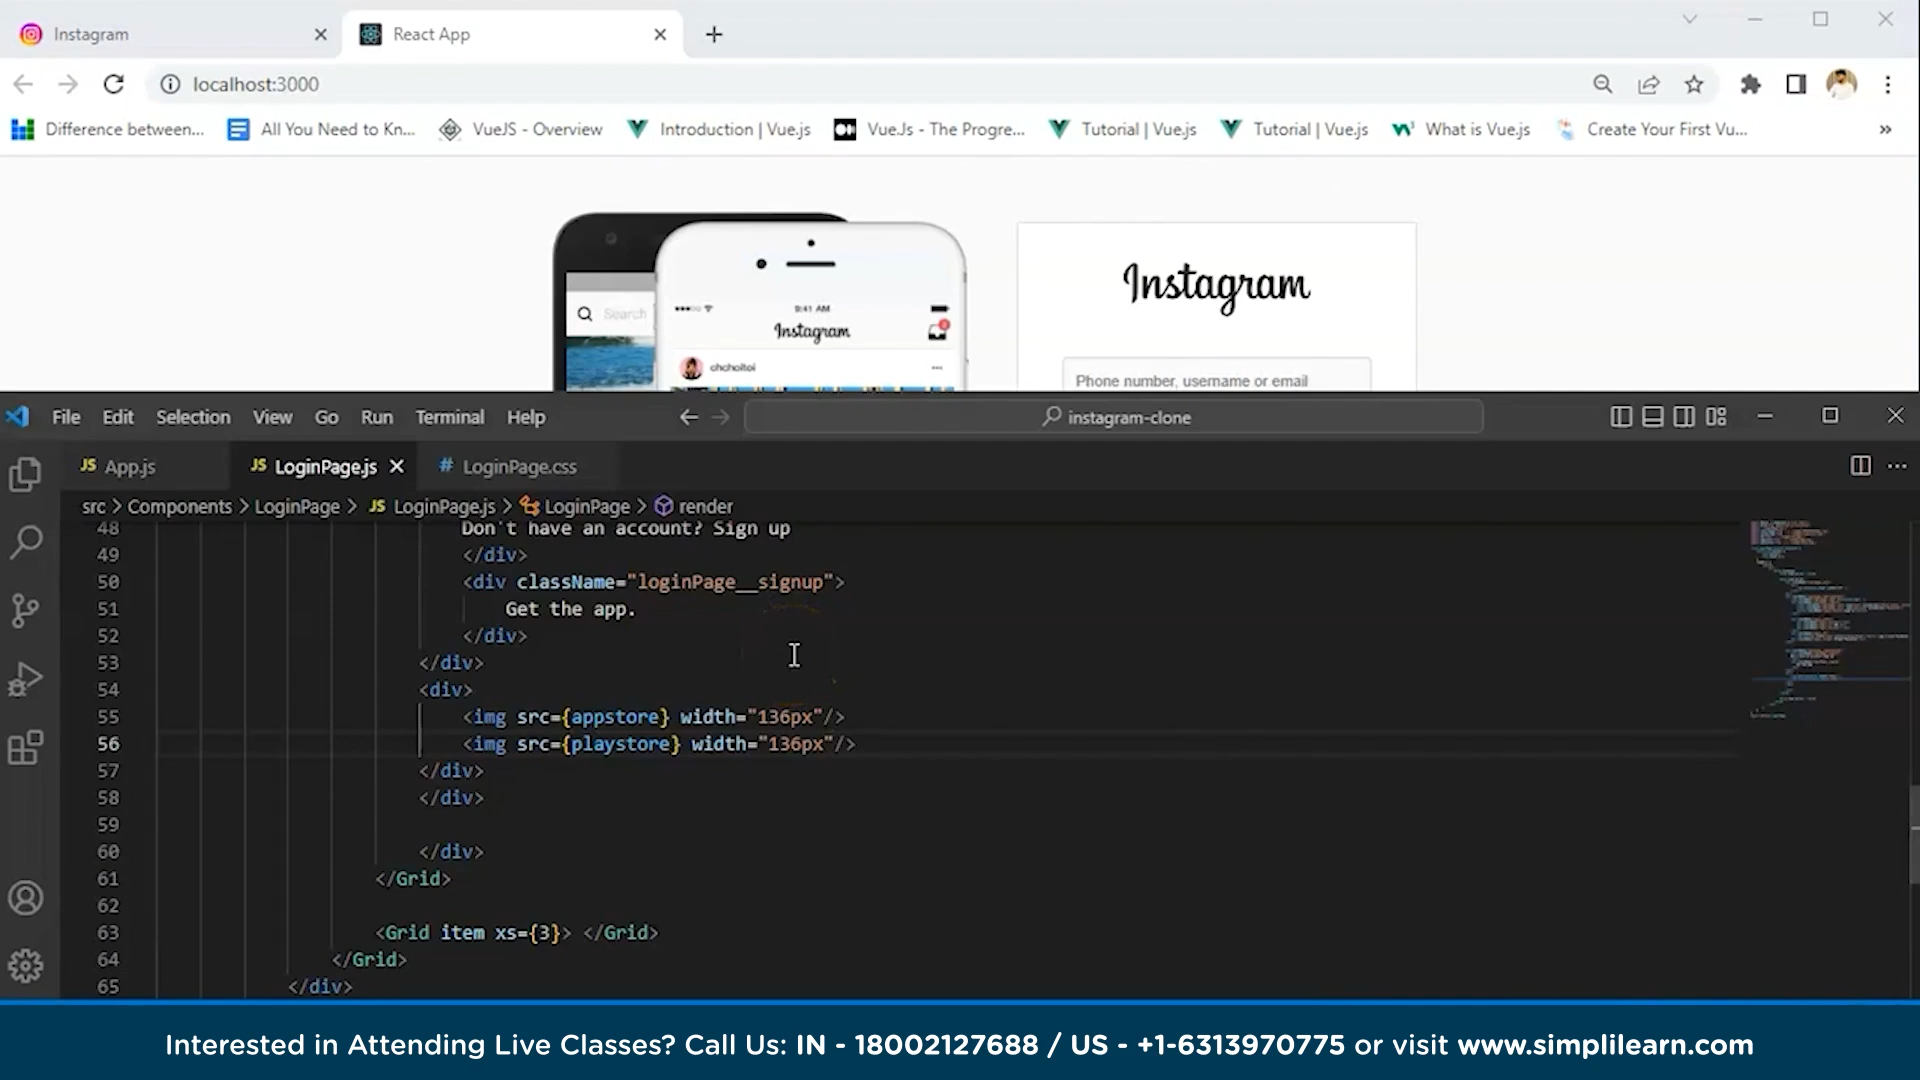 Instagram
React App
localhost:3000
Difference between...
All You Need to Kn...
VueJS - Overview
Introduction | Vue.js
VueJs - The Progre...
Tutorial | Vue.js
Tutorial | Vue.js
What is Vue.js
Create Your First Vu...
»
Search
9:41 AM
Instagram
chchoitoi
Instagram
Phone number, username or email
File Edit Selection View Go Run Terminal Help
instagram-clone
JS App.js
JS LoginPage.js
# LoginPage.css
src > Components > LoginPage > JS LoginPage.js > LoginPage > render
48 Don't have an account? Sign up
49 </div>
50 <div className="loginPage__signup">
51 Get the app.
52 </div>
53 </div>
54 <div>
55 <img src={appstore} width="136px"/>
56 <img src={playstore} width="136px"/>
57 </div>
58 </div>
59
60 </div>
61 </Grid>
62
63 <Grid item xs={3}> </Grid>
64 </Grid>
65 </div>
Interested in Attending Live Classes? Call Us: IN - 18002127688 / US - +1-6313970775 or visit www.simplilearn.com